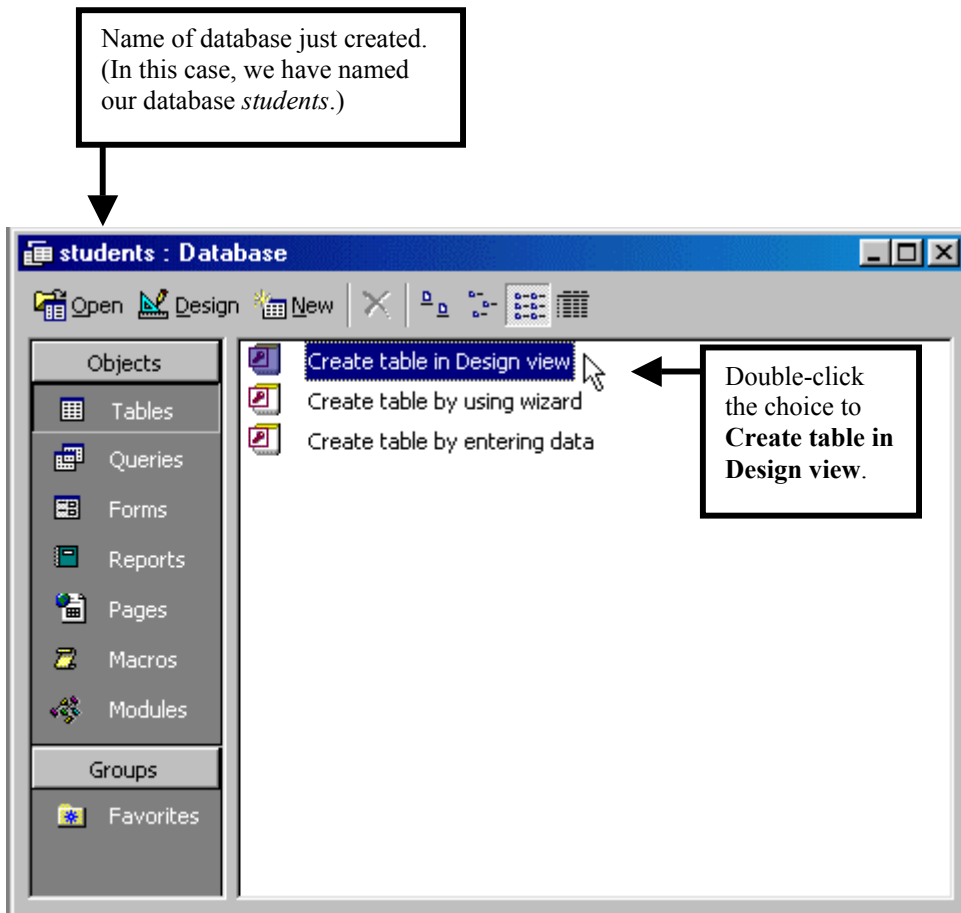 Name of database just created.
(In this case, we have named
our database students.)
students : Database
Open Design New
Objects
Tables
Queries
Forms
Reports
Pages
Macros
Modules
Groups
Favorites
Create table in Design view
Create table by using wizard
Create table by entering data
Double-click
the choice to
Create table in
Design view.